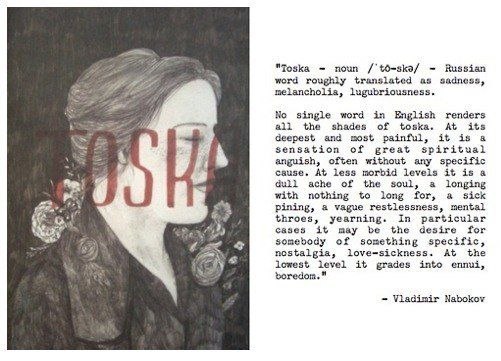 TOSKA
"Toska – noun /ˈtō-skə/ – Russian
word roughly translated as sadness,
melancholia, lugubriousness.
No single word in English renders
all the shades of toska. At its
deepest and most painful, it is a
sensation of great spiritual
anguish, often without any specific
cause. At less morbid levels it is a
dull ache of the soul, a longing
with nothing to long for, a sick
pining, a vague restlessness, mental
throes, yearning. In particular
cases it may be the desire for
somebody of something specific,
nostalgia, love-sickness. At the
lowest level it grades into ennui,
boredom."
– Vladimir Nabokov